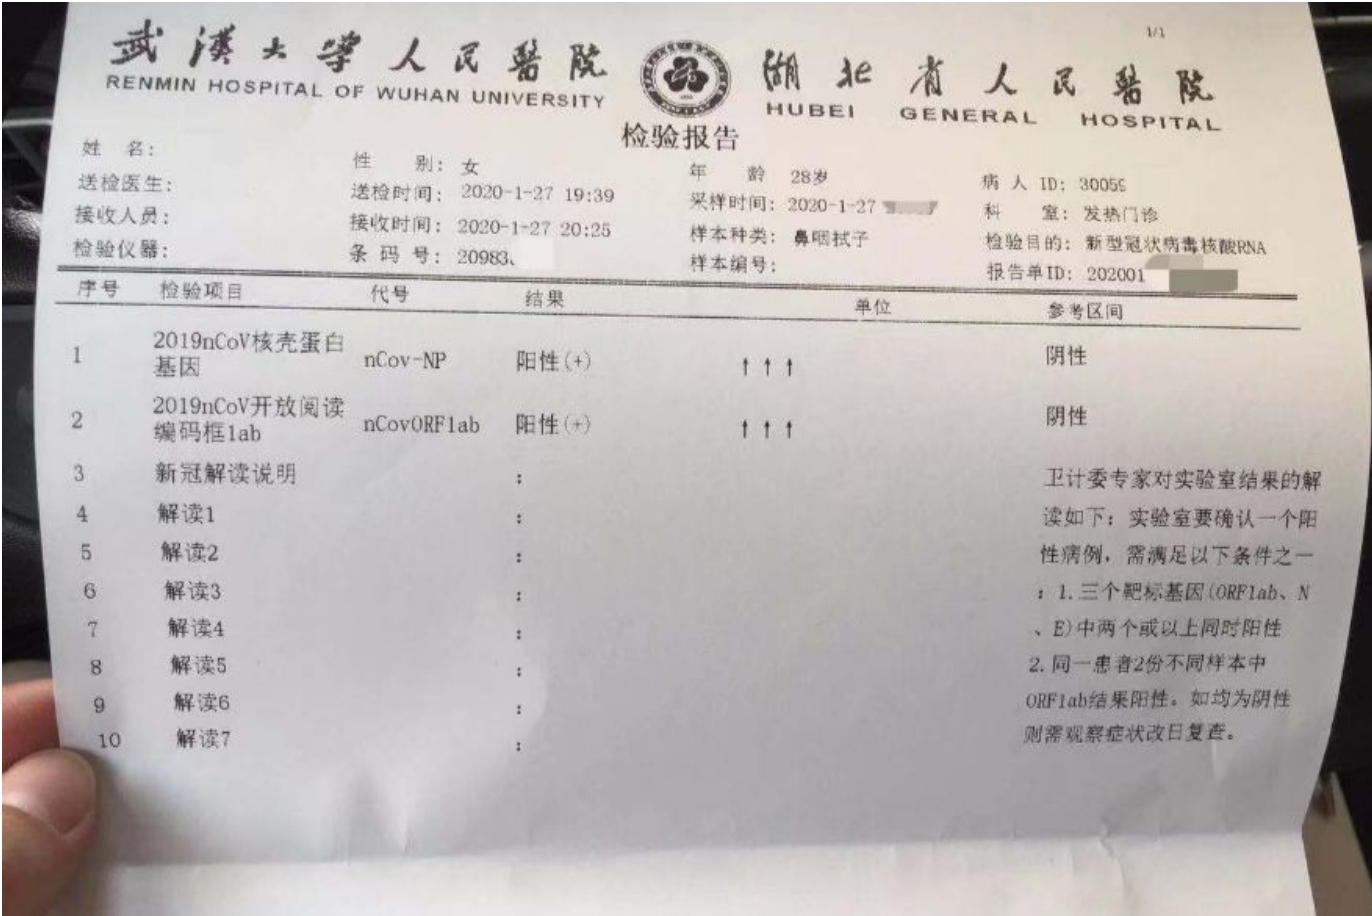 1/1
武漢大學人民醫院 湖北省人民醫院
RENMIN HOSPITAL OF WUHAN UNIVERSITY HUBEI GENERAL HOSPITAL
检验报告
姓 名: 性 别: 女 年 龄 28岁 病 人 ID: 30059
送检医生: 送检时间: 2020-1-27 19:39 采样时间: 2020-1-27 科 室: 发热门诊
接收人员: 接收时间: 2020-1-27 20:25 样本种类: 鼻咽拭子 检验目的: 新型冠状病毒核酸RNA
检验仪器: 条 码 号: 20983 样本编号: 报告单ID: 202001
序号 检验项目 代号 结果 单位 参考区间
1 2019nCoV核壳蛋白 nCov-NP 阳性(+) ↑↑↑ 阴性
基因
2 2019nCoV开放阅读 nCovORF1ab 阳性(+) ↑↑↑ 阴性
编码框1ab
3 新冠解读说明 : 卫计委专家对实验室结果的解
4 解读1 : 读如下: 实验室要确认一个阳
5 解读2 : 性病例, 需满足以下条件之一
6 解读3 : : 1.三个靶标基因(ORF1ab、N
7 解读4 : 、E)中两个或以上同时阳性
8 解读5 : 2.同一患者2份不同样本中
9 解读6 : ORF1ab结果阳性。如均为阴性
10 解读7 : 则需观察症状改日复查。